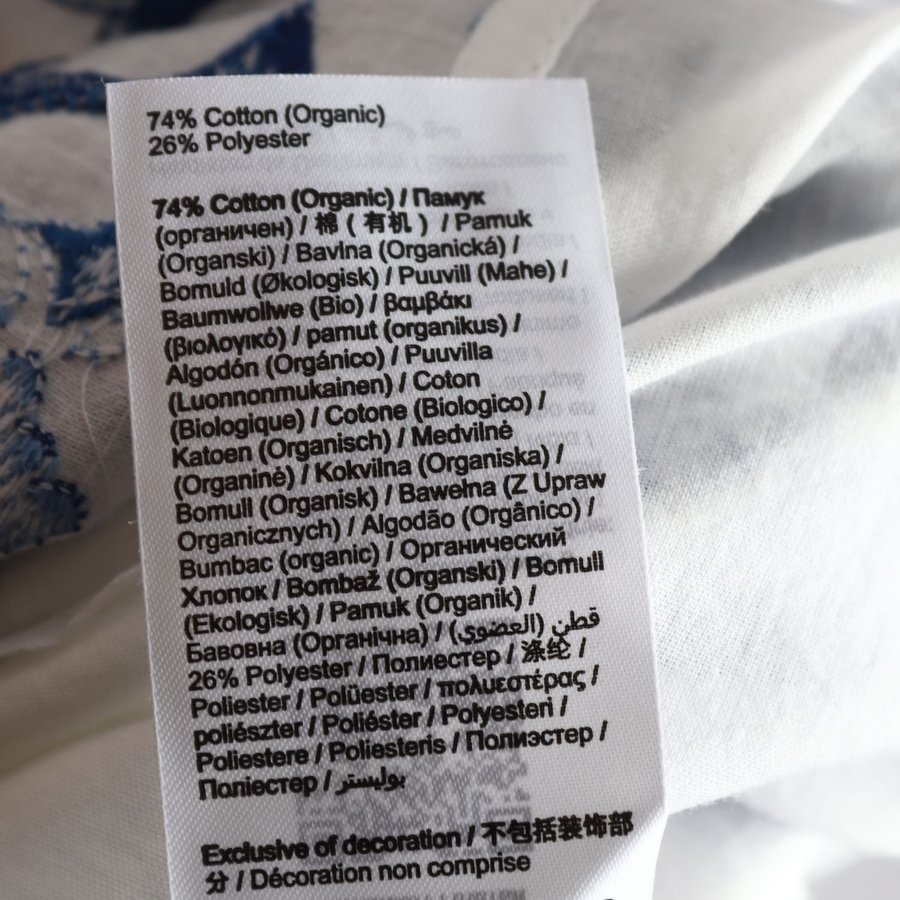 74% Cotton (Organic)
26% Polyester
74% Cotton (Organic) / Памук
(органичен) / 棉 ( 有机 ) / Pamuk
(Organski) / Bavlna (Organická) /
Bomuld (Økologisk) / Puuvill (Mahe) /
Baumwollwe (Bio) / βαμβάκι
(βιολογικό) / pamut (organikus) /
Algodón (Orgánico) / Puuvilla
(Luonnonmukainen) / Coton
(Biologique) / Cotone (Biologico) /
Katoen (Organisch) / Medvilnė
(Organinė) / Kokvilna (Organiska) /
Bomull (Organisk) / Bawełna (Z Upraw
Organicznych) / Algodão (Orgânico) /
Bumbac (organic) / Органический
Хлопок / Bombaž (Organski) / Bomull
(Ekologisk) / Pamuk (Organik) /
Бавовна (Органічна) / قطن (العضوي)
26% Polyester / Полиестер / 涤纶 /
Poliester / Polüester / πολυεστέρας /
poliészter / Poliéster / Polyesteri /
Poliestere / Poliesteris / Полиэстер /
Поліестер / بوليستر
Exclusive of decoration / 不包括装饰部
分 / Décoration non comprise